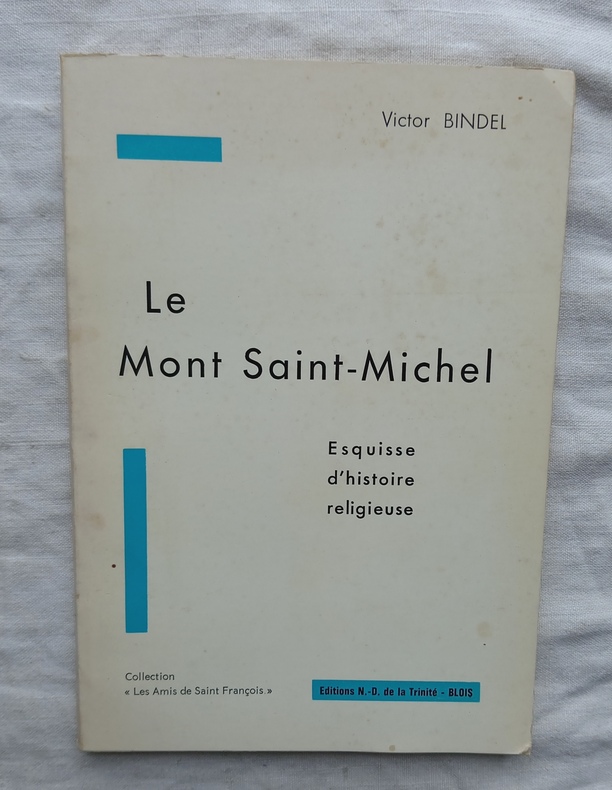 Victor BINDEL
Le
Mont Saint-Michel
Esquisse
d'histoire
religieuse
Collection
« Les Amis de Saint François »
Editions N.-D. de la Trinité - BLOIS